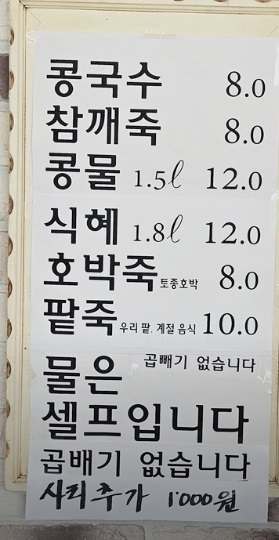 콩국수 8.0
참깨죽 8.0
콩물 1.5ℓ 12.0
식혜 1.8ℓ 12.0
호박죽 토종호박 8.0
팥죽 우리 팥. 계절 음식 10.0
곱빼기 없습니다
물은
셀프입니다
곱배기 없습니다
사리추가 1'000원